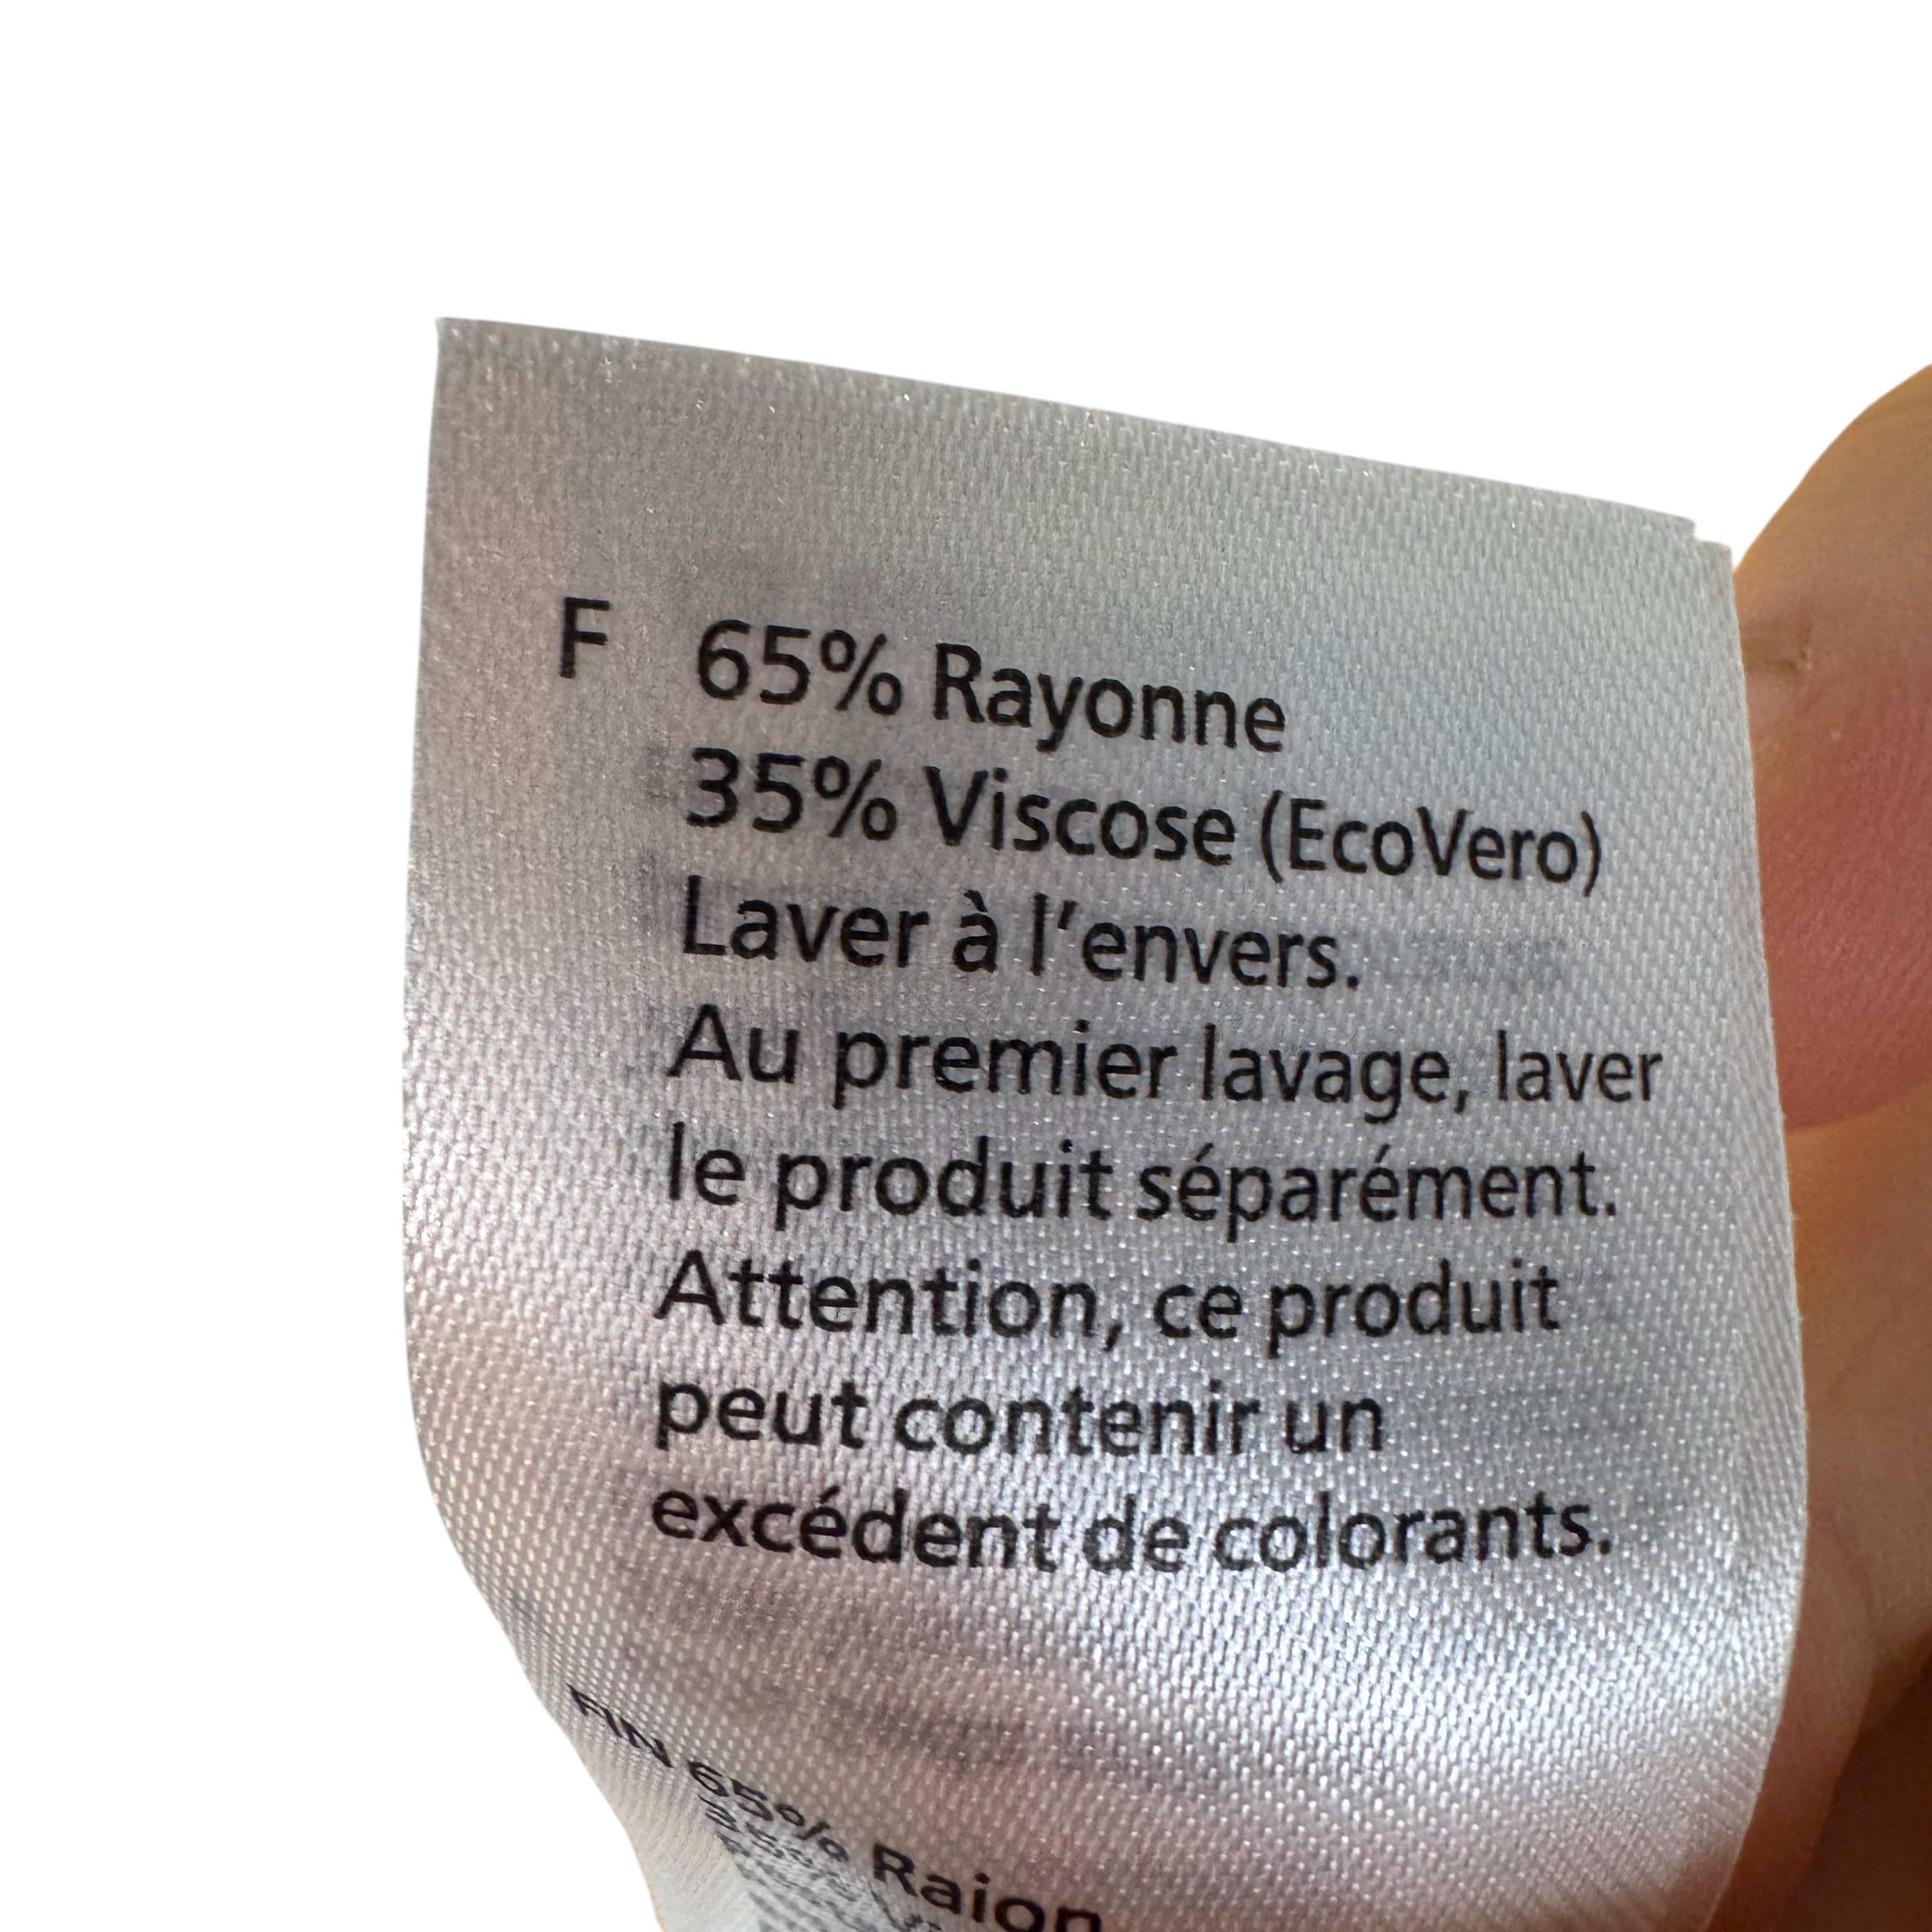 F 65% Rayonne
35% Viscose (EcoVero)
Laver à l'envers.
Au premier lavage, laver
le produit séparément.
Attention, ce produit
peut contenir un
excédent de colorants.
FIN 65% Raion
35%